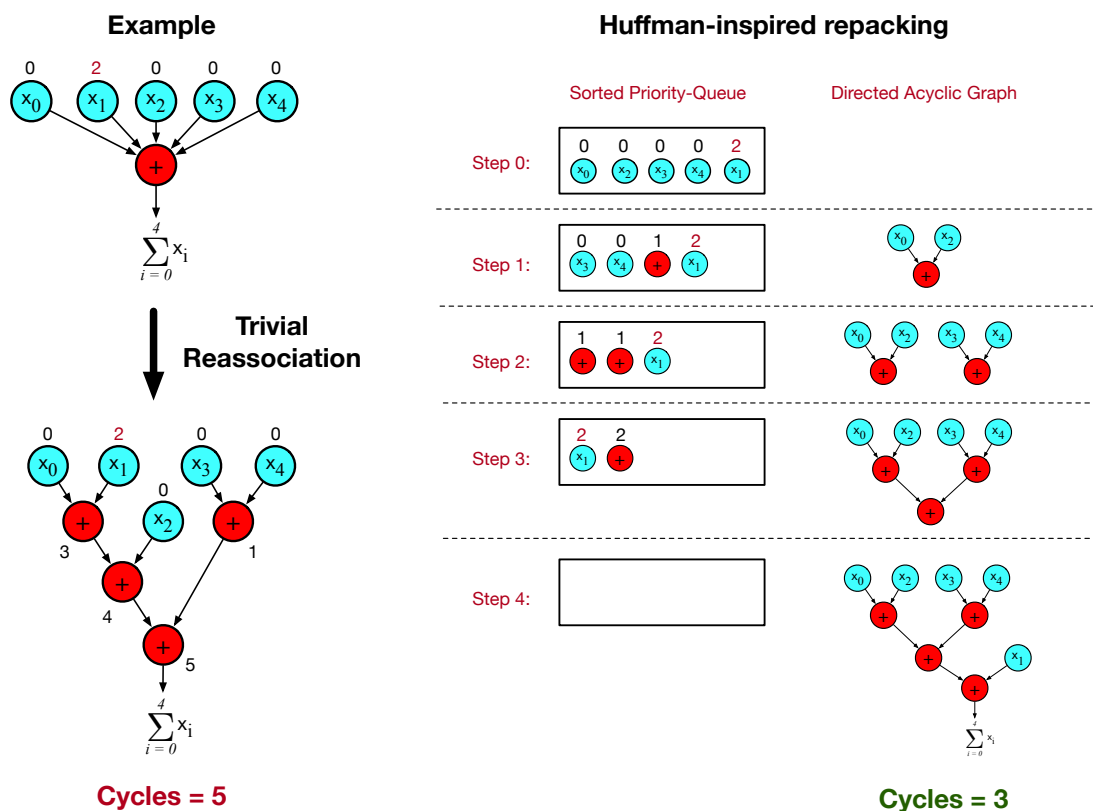 Example
0 2 0 0 0
x0 x1 x2 x3 x4
+
4
∑ xi
i = 0
Trivial
Reassociation
0 2 0 0
x0 x1 x3 x4
0
+ x2 +
3 1
+
4
+
5
4
∑ xi
i = 0
Cycles = 5
Huffman-inspired repacking
Sorted Priority-Queue Directed Acyclic Graph
Step 0:
0 0 0 0 2
x0 x2 x3 x4 x1
Step 1:
0 0 1 2
x3 x4 + x1
x0 x2
+
Step 2:
1 1 2
+ + x1
x0 x2 x3 x4
+ +
Step 3:
2 2
x1 +
x0 x2 x3 x4
+ +
+
Step 4:
x0 x2 x3 x4
+ +
+ x1
+
4
∑ xi
i=0
Cycles = 3